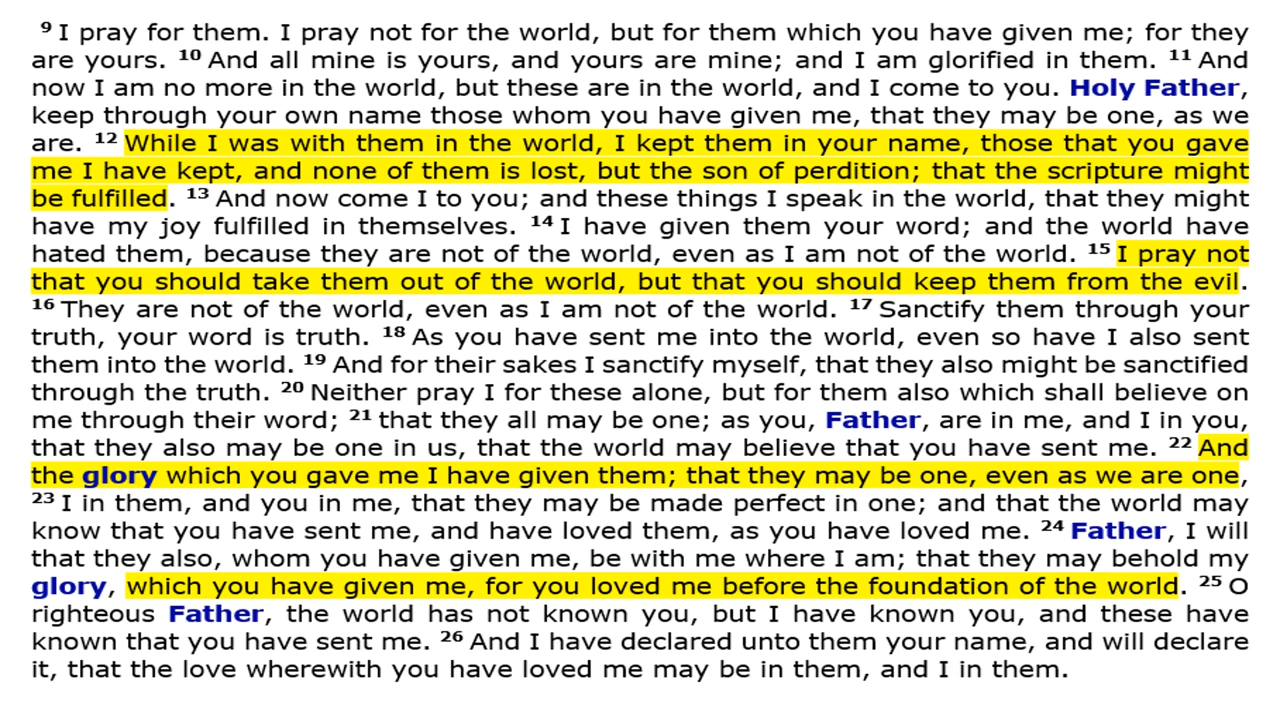 ⁹ I pray for them. I pray not for the world, but for them which you have given me; for they
are yours. ¹⁰ And all mine is yours, and yours are mine; and I am glorified in them. ¹¹ And
now I am no more in the world, but these are in the world, and I come to you. Holy Father,
keep through your own name those whom you have given me, that they may be one, as we
are. ¹² While I was with them in the world, I kept them in your name, those that you gave
me I have kept, and none of them is lost, but the son of perdition; that the scripture might
be fulfilled. ¹³ And now come I to you; and these things I speak in the world, that they might
have my joy fulfilled in themselves. ¹⁴ I have given them your word; and the world have
hated them, because they are not of the world, even as I am not of the world. ¹⁵ I pray not
that you should take them out of the world, but that you should keep them from the evil.
¹⁶ They are not of the world, even as I am not of the world. ¹⁷ Sanctify them through your
truth, your word is truth. ¹⁸ As you have sent me into the world, even so have I also sent
them into the world. ¹⁹ And for their sakes I sanctify myself, that they also might be sanctified
through the truth. ²⁰ Neither pray I for these alone, but for them also which shall believe on
me through their word; ²¹ that they all may be one; as you, Father, are in me, and I in you,
that they also may be one in us, that the world may believe that you have sent me. ²² And
the glory which you gave me I have given them; that they may be one, even as we are one,
²³ I in them, and you in me, that they may be made perfect in one; and that the world may
know that you have sent me, and have loved them, as you have loved me. ²⁴ Father, I will
that they also, whom you have given me, be with me where I am; that they may behold my
glory, which you have given me, for you loved me before the foundation of the world. ²⁵ O
righteous Father, the world has not known you, but I have known you, and these have
known that you have sent me. ²⁶ And I have declared unto them your name, and will declare
it, that the love wherewith you have loved me may be in them, and I in them.